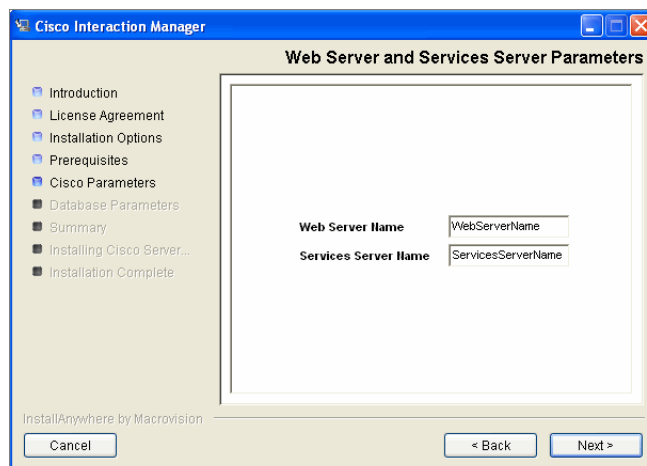 Cisco Interaction Manager
Web Server and Services Server Parameters
Introduction
License Agreement
Installation Options
Prerequisites
Cisco Parameters
Database Parameters
Summary
Installing Cisco Server...
Installation Complete
Web Server Name WebServerName
Services Server Name ServicesServerName
InstallAnywhere by Macrovision
Cancel < Back Next >